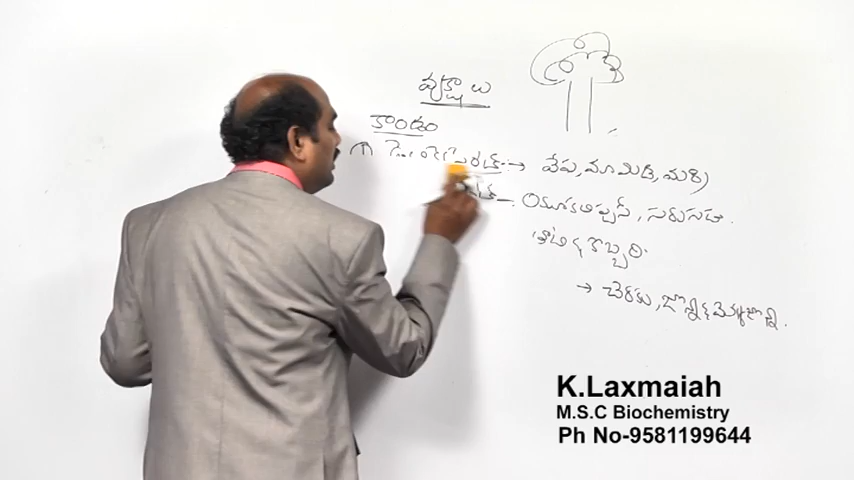 వృక్షాలు
కాండం
→ వేప, మామిడి, మర్రి
యూకలిప్టస్, సరుగుడు.
తాటి & కొబ్బరి.
→ చెరకు, జొన్న & మొక్కజొన్న.
K.Laxmaiah
M.S.C Biochemistry
Ph No-9581199644